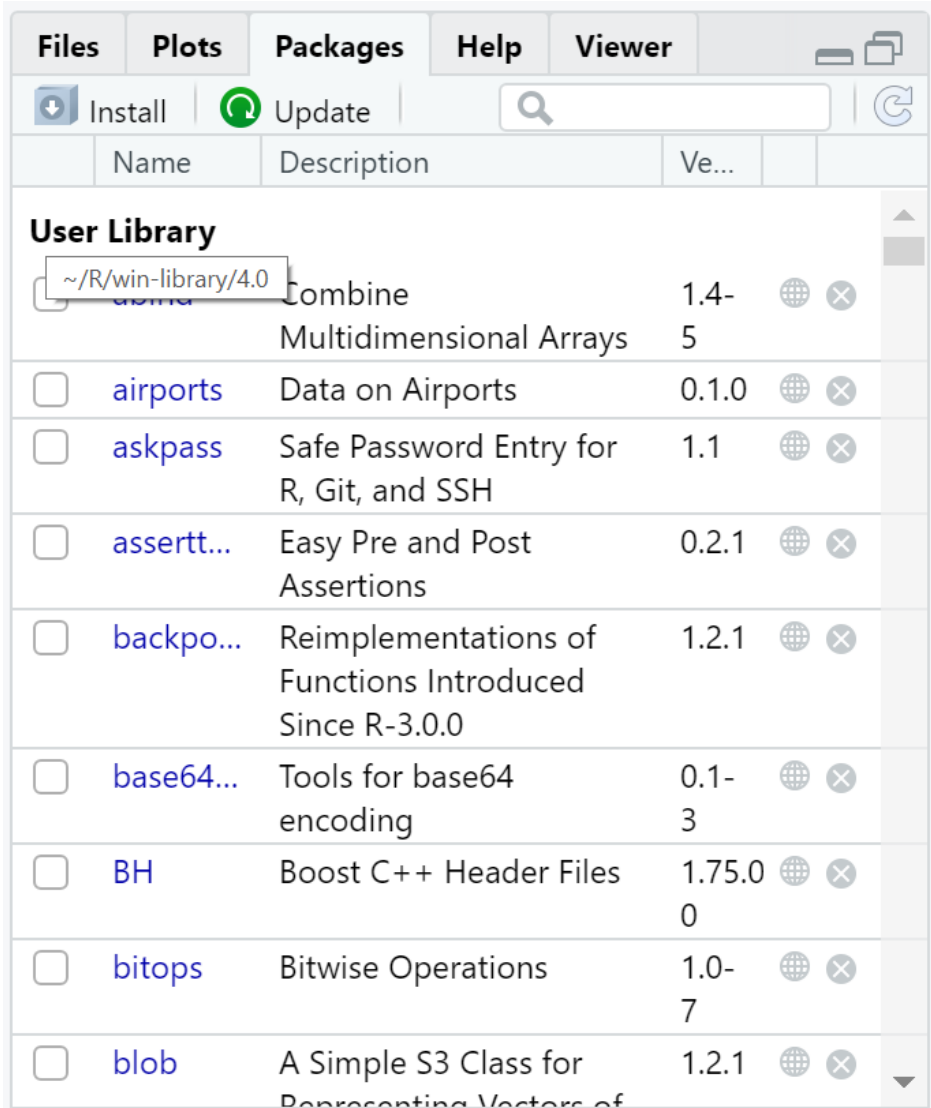 Files Plots Packages Help Viewer
Install Update
Name Description Ve...
User Library
~/R/win-library/4.0
Combine 1.4-
Multidimensional Arrays 5
airports Data on Airports 0.1.0
askpass Safe Password Entry for 1.1
R, Git, and SSH
assertt... Easy Pre and Post 0.2.1
Assertions
backpo... Reimplementations of 1.2.1
Functions Introduced
Since R-3.0.0
base64... Tools for base64 0.1-
encoding 3
BH Boost C++ Header Files 1.75.0
0
bitops Bitwise Operations 1.0-
7
blob A Simple S3 Class for 1.2.1
Representing Vectors of